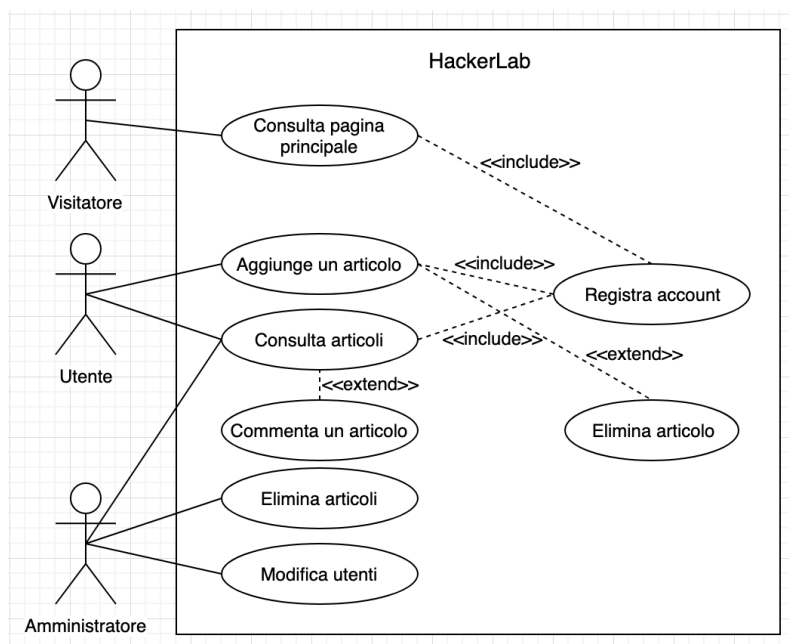 HackerLab
Consulta pagina
principale
<<include>>
Visitatore
Aggiunge un articolo
<<include>>
Registra account
Consulta articoli
<<include>>
<<extend>>
Utente
<<extend>>
Commenta un articolo
Elimina articolo
Elimina articoli
Modifica utenti
Amministratore